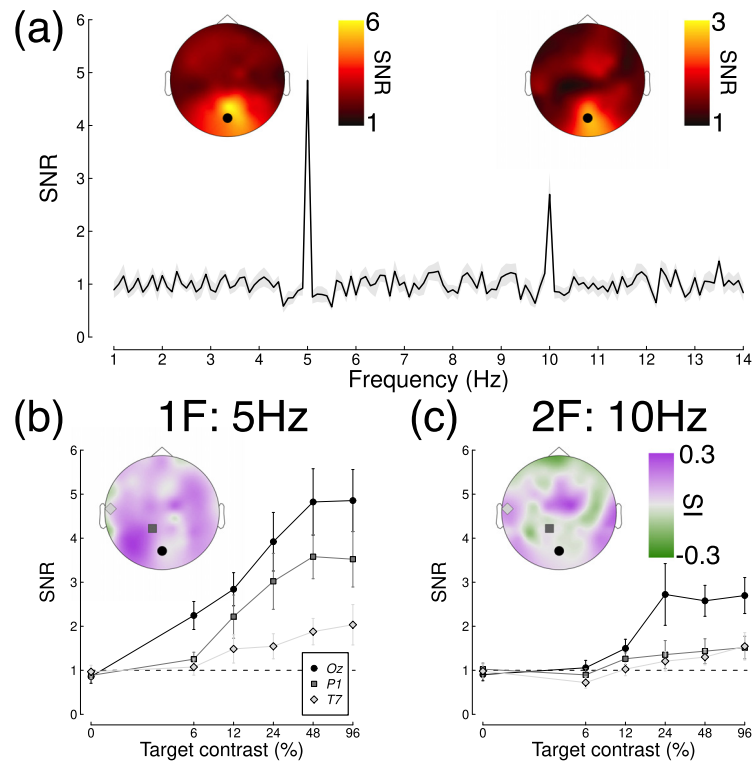 (a)
6
5
4
3
2
1
0
SNR
6
SNR
1
3
SNR
1
1 2 3 4 5 6 7 8 9 10 11 12 13 14
Frequency (Hz)
(b) 1F: 5Hz
6
5
4
3
2
1
0
SNR
Oz
P1
T7
0 6 12 24 48 96
Target contrast (%)
(c) 2F: 10Hz
0.3
SI
-0.3
6
5
4
3
2
1
0
SNR
0 6 12 24 48 96
Target contrast (%)